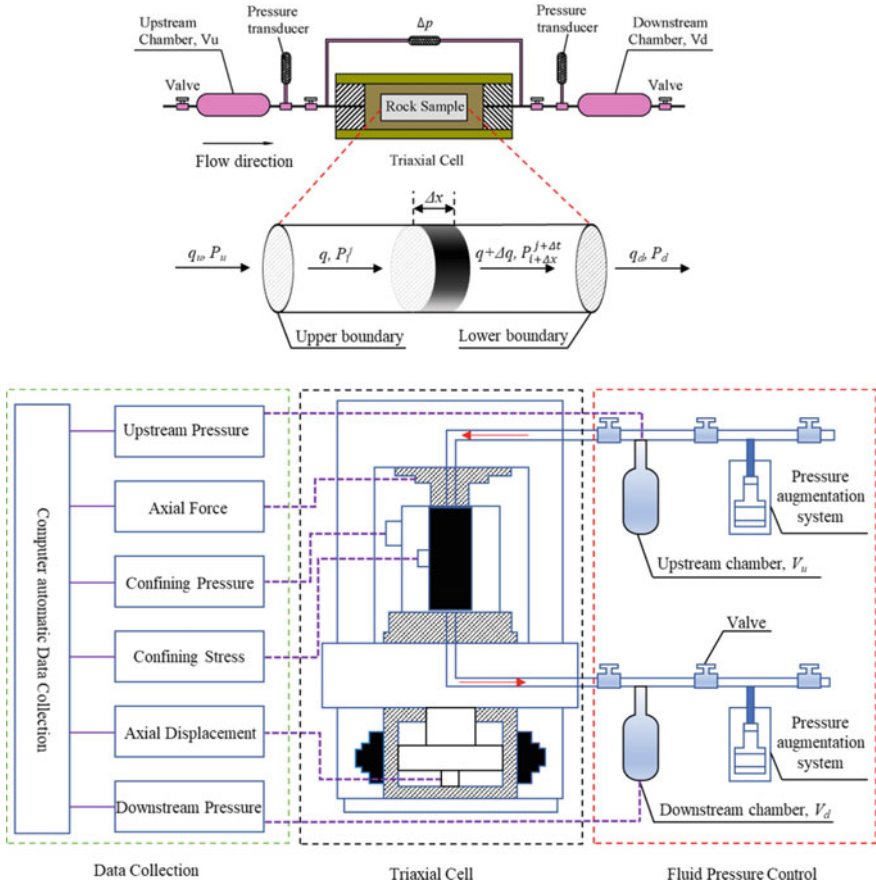 Upstream
Chamber, Vu
Pressure
transducer
Δp
Pressure
transducer
Downstream
Chamber, Vd
Valve
Valve
Rock Sample
Flow direction
Triaxial Cell
Δx
qu, Pu
q, P_i^j
q+Δq, P_{i+Δx}^{j+Δt}
qd, Pd
Upper boundary
Lower boundary
Computer automatic Data Collection
Upstream Pressure
Axial Force
Confining Pressure
Confining Stress
Axial Displacement
Downstream Pressure
Pressure
augmentation
system
Upstream chamber, Vu
Valve
Pressure
augmentation
system
Downstream chamber, Vd
Data Collection
Triaxial Cell
Fluid Pressure Control